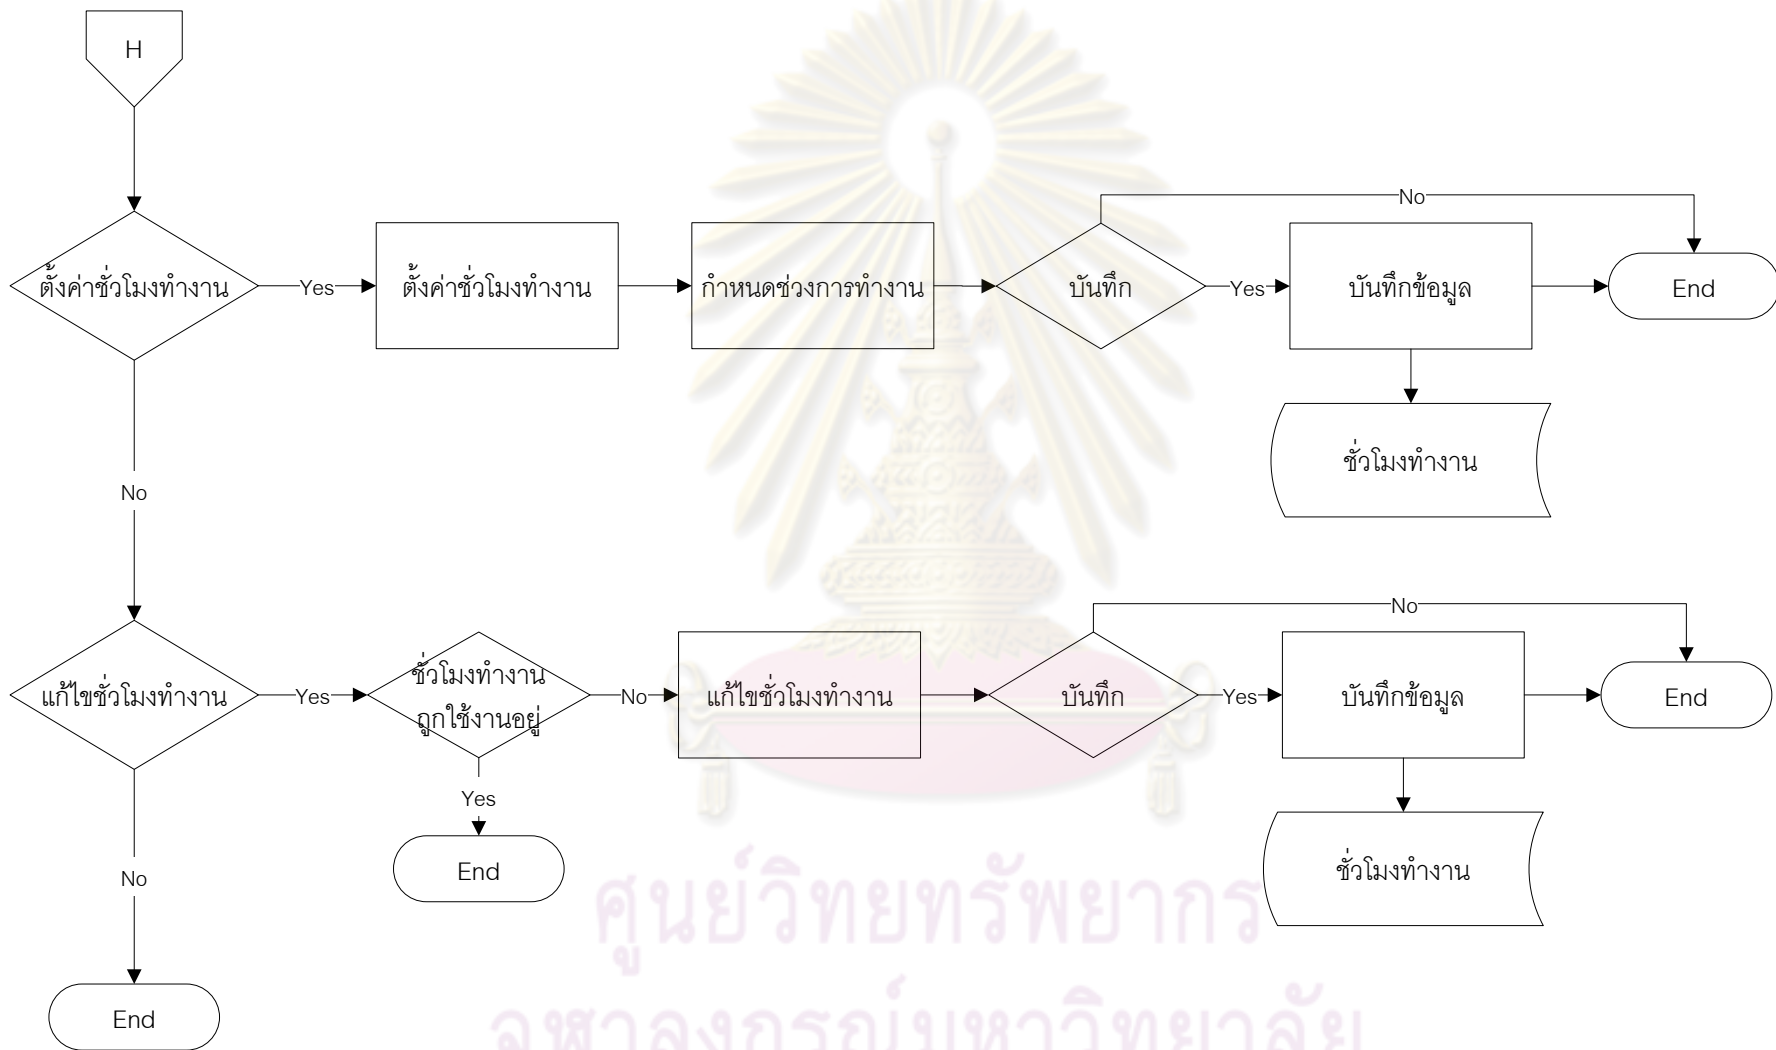 H
No
ตั้งค่าชั่วโมงทำงาน
Yes
ตั้งค่าชั่วโมงทำงาน
กำหนดช่วงการทำงาน
บันทึก
Yes
บันทึกข้อมูล
End
ชั่วโมงทำงาน
No
No
แก้ไขชั่วโมงทำงาน
Yes
ชั่วโมงทำงาน
ถูกใช้งานอยู่
No
แก้ไขชั่วโมงทำงาน
บันทึก
Yes
บันทึกข้อมูล
End
Yes
End
ชั่วโมงทำงาน
No
End
ศูนย์วิทยทรัพยากร
จุฬาลงกรณ์มหาวิทยาลัย